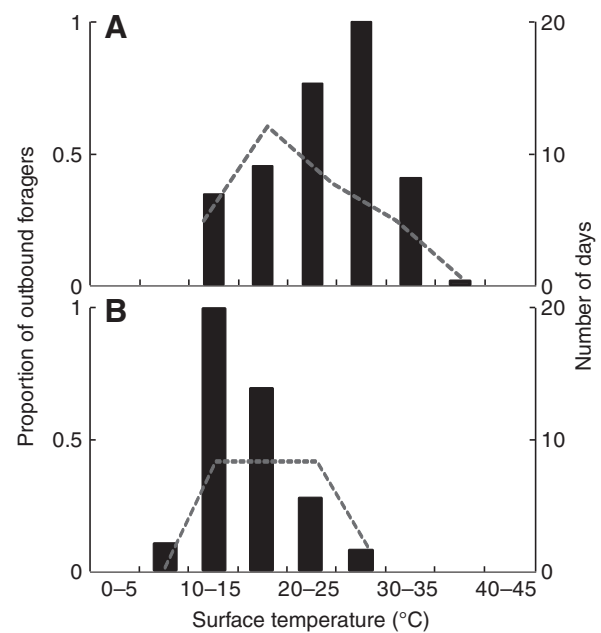 A
1
0.5
0
20
10
0
Proportion of outbound foragers
Number of days
B
1
0.5
0
20
10
0
0–5 10–15 20–25 30–35 40–45
Surface temperature (°C)